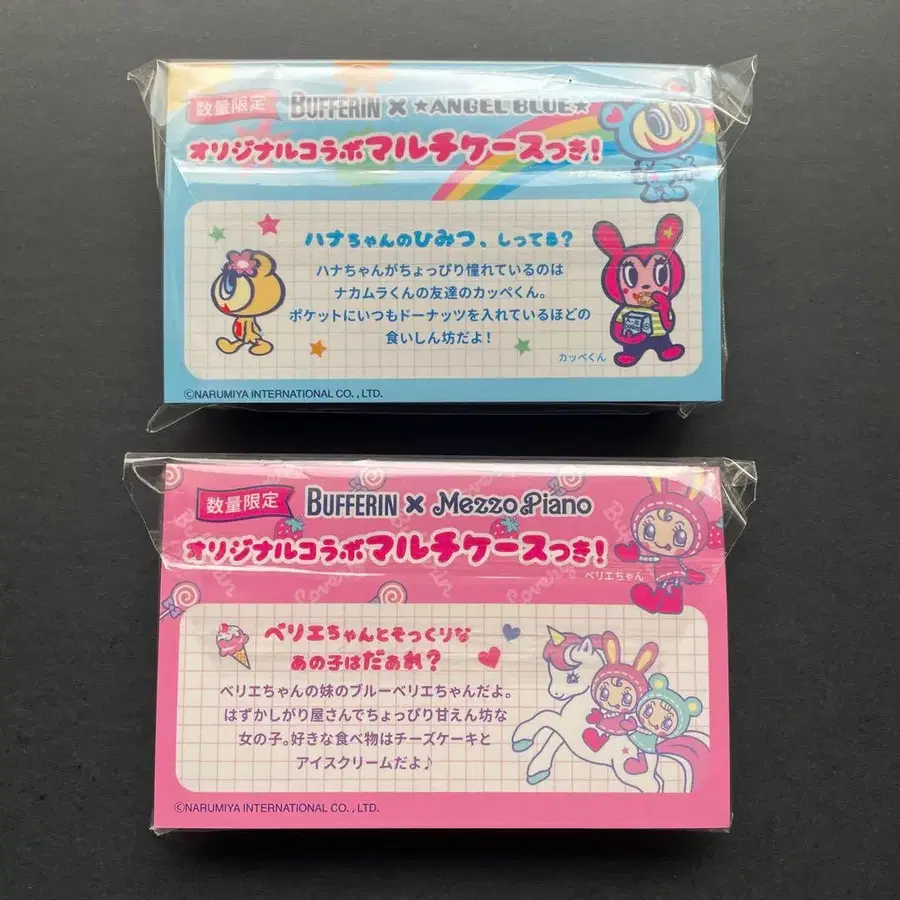 数量限定 BUFFERIN × ★ANGEL BLUE★
オリジナルコラボマルチケースつき!
ハナちゃんのひみつ、しってる?
ハナちゃんがちょっぴり憧れているのは
ナカムラくんの友達のカッペくん。
ポケットにいつもドーナッツを入れているほどの
食いしん坊だよ!
カッペくん
©NARUMIYA INTERNATIONAL CO., LTD.
数量限定 BUFFERIN × Mezzo Piano
オリジナルコラボマルチケースつき!
ベリエちゃん
ベリエちゃんとそっくりな
あの子はだあれ?
ベリエちゃんの妹のブルーベリエちゃんだよ。
はずかしがり屋さんでちょっぴり甘えん坊な
女の子。好きな食べ物はチーズケーキと
アイスクリームだよ♪
©NARUMIYA INTERNATIONAL CO., LTD.